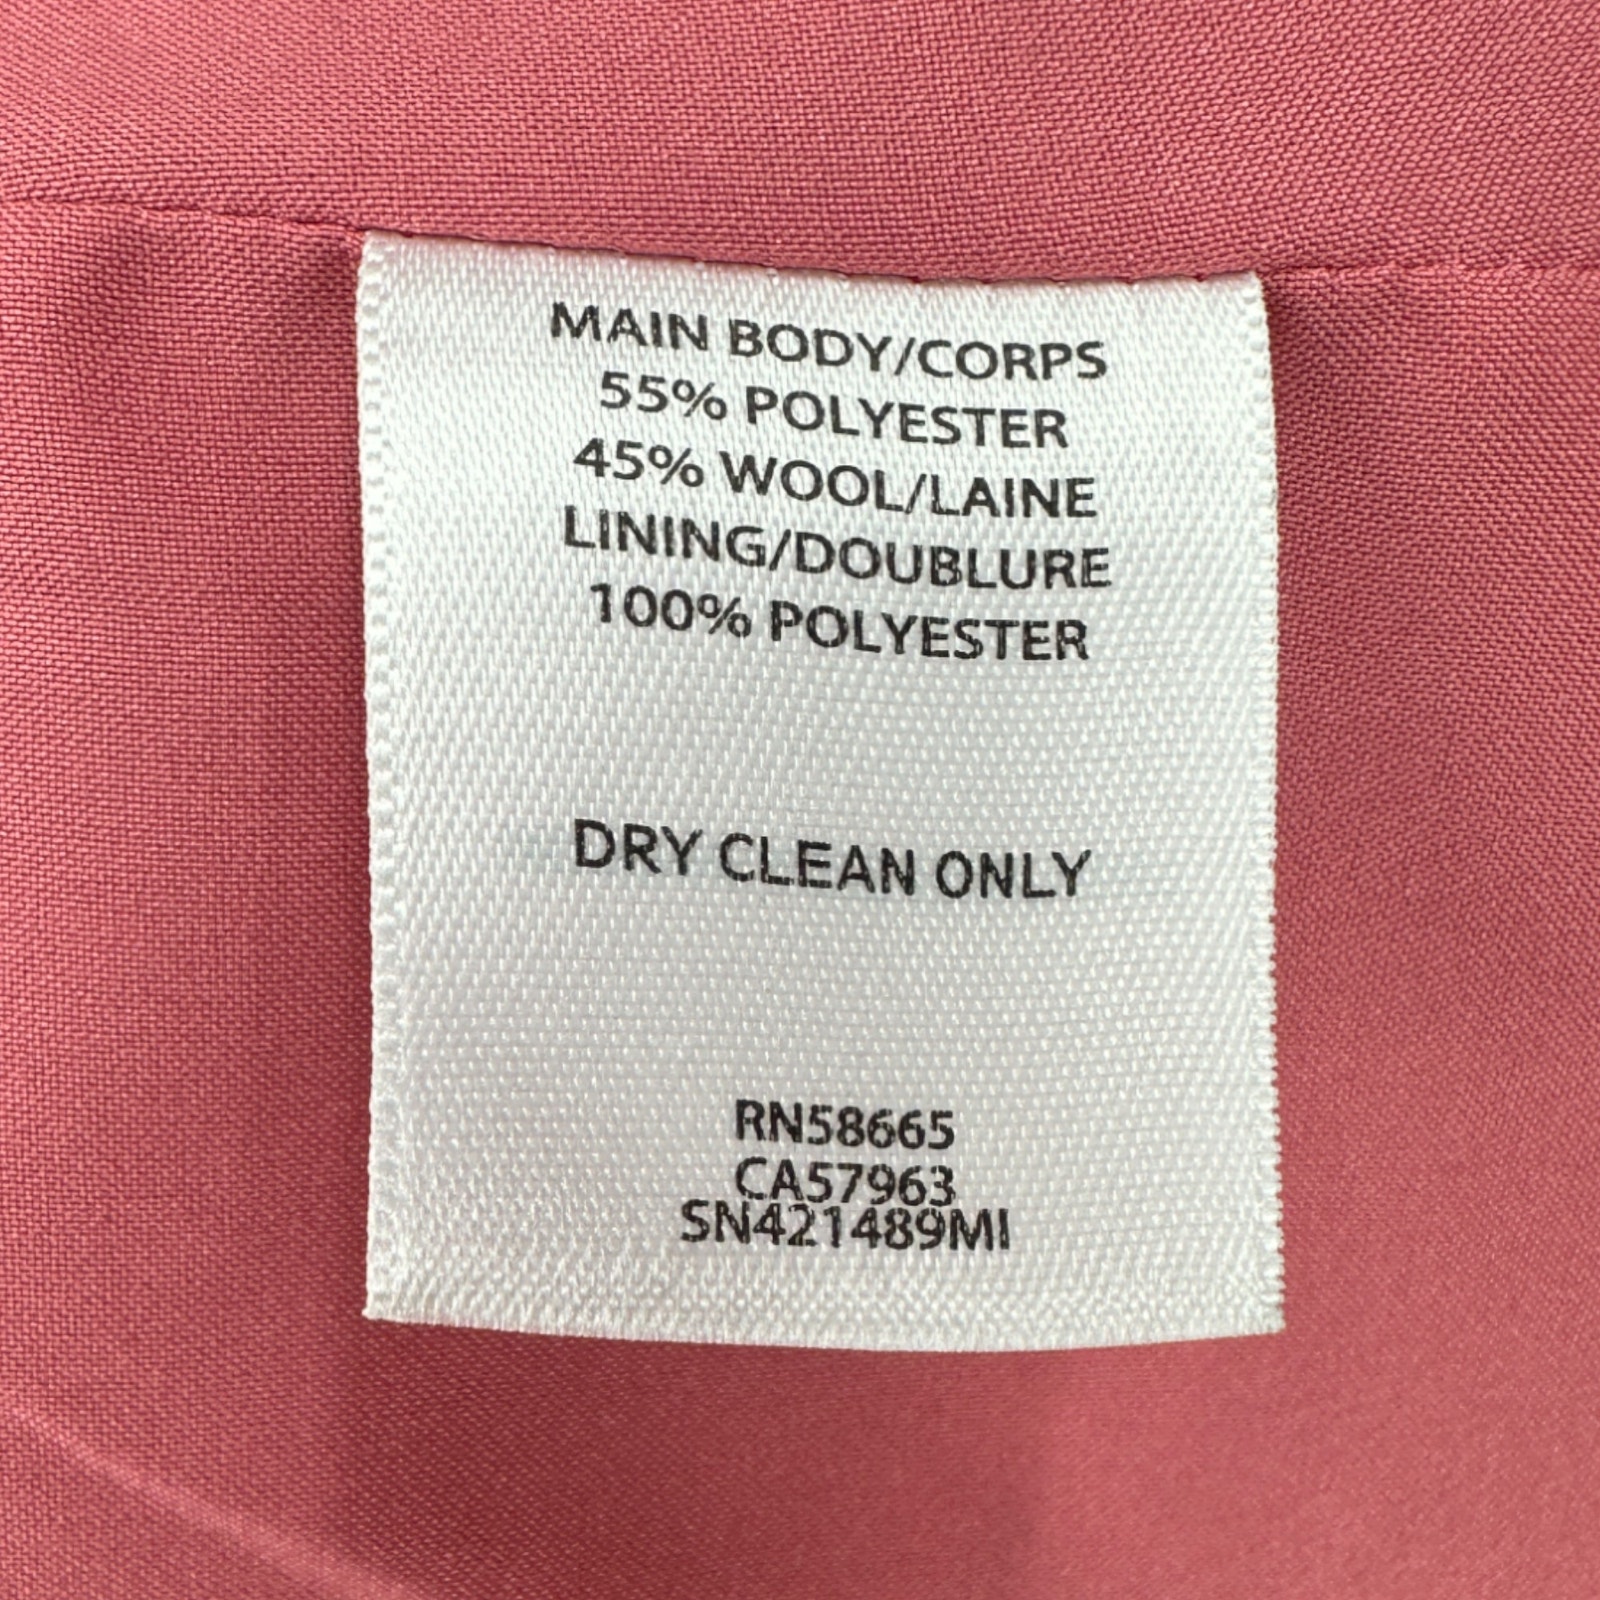 MAIN BODY/CORPS
55% POLYESTER
45% WOOL/LAINE
LINING/DOUBLURE
100% POLYESTER
DRY CLEAN ONLY
RN58665
CA57963
SN421489MI